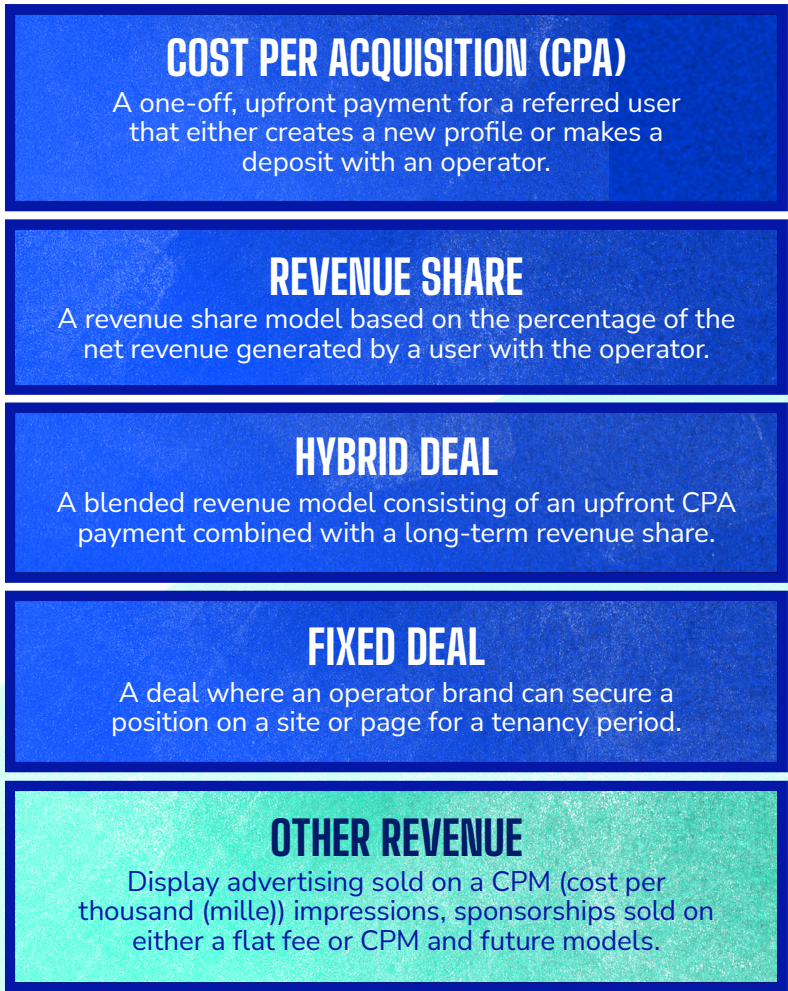 COST PER ACQUISITION (CPA)
A one-off, upfront payment for a referred user
that either creates a new profile or makes a
deposit with an operator.
REVENUE SHARE
A revenue share model based on the percentage of the
net revenue generated by a user with the operator.
HYBRID DEAL
A blended revenue model consisting of an upfront CPA
payment combined with a long-term revenue share.
FIXED DEAL
A deal where an operator brand can secure a
position on a site or page for a tenancy period.
OTHER REVENUE
Display advertising sold on a CPM (cost per
thousand (mille)) impressions, sponsorships sold on
either a flat fee or CPM and future models.